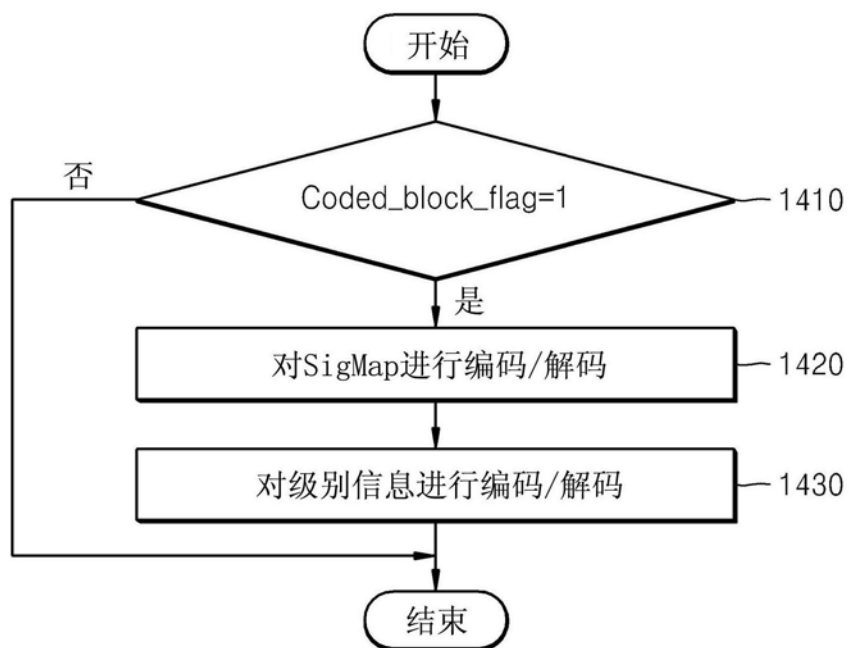 开始
否
Coded_block_flag=1
1410
是
对SigMap进行编码/解码
1420
对级别信息进行编码/解码
1430
结束